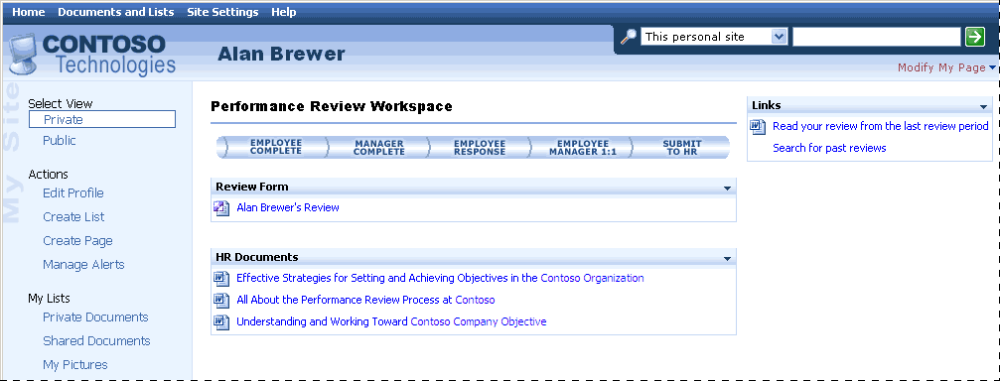 Home Documents and Lists Site Settings Help
CONTOSO
Technologies
Alan Brewer
This personal site
Modify My Page
My Site
Select View
Private
Public
Actions
Edit Profile
Create List
Create Page
Manage Alerts
My Lists
Private Documents
Shared Documents
My Pictures
Performance Review Workspace
EMPLOYEE
COMPLETE
MANAGER
COMPLETE
EMPLOYEE
RESPONSE
EMPLOYEE
MANAGER 1:1
SUBMIT
TO HR
Review Form
Alan Brewer's Review
HR Documents
Effective Strategies for Setting and Achieving Objectives in the Contoso Organization
All About the Performance Review Process at Contoso
Understanding and Working Toward Contoso Company Objective
Links
Read your review from the last review period
Search for past reviews